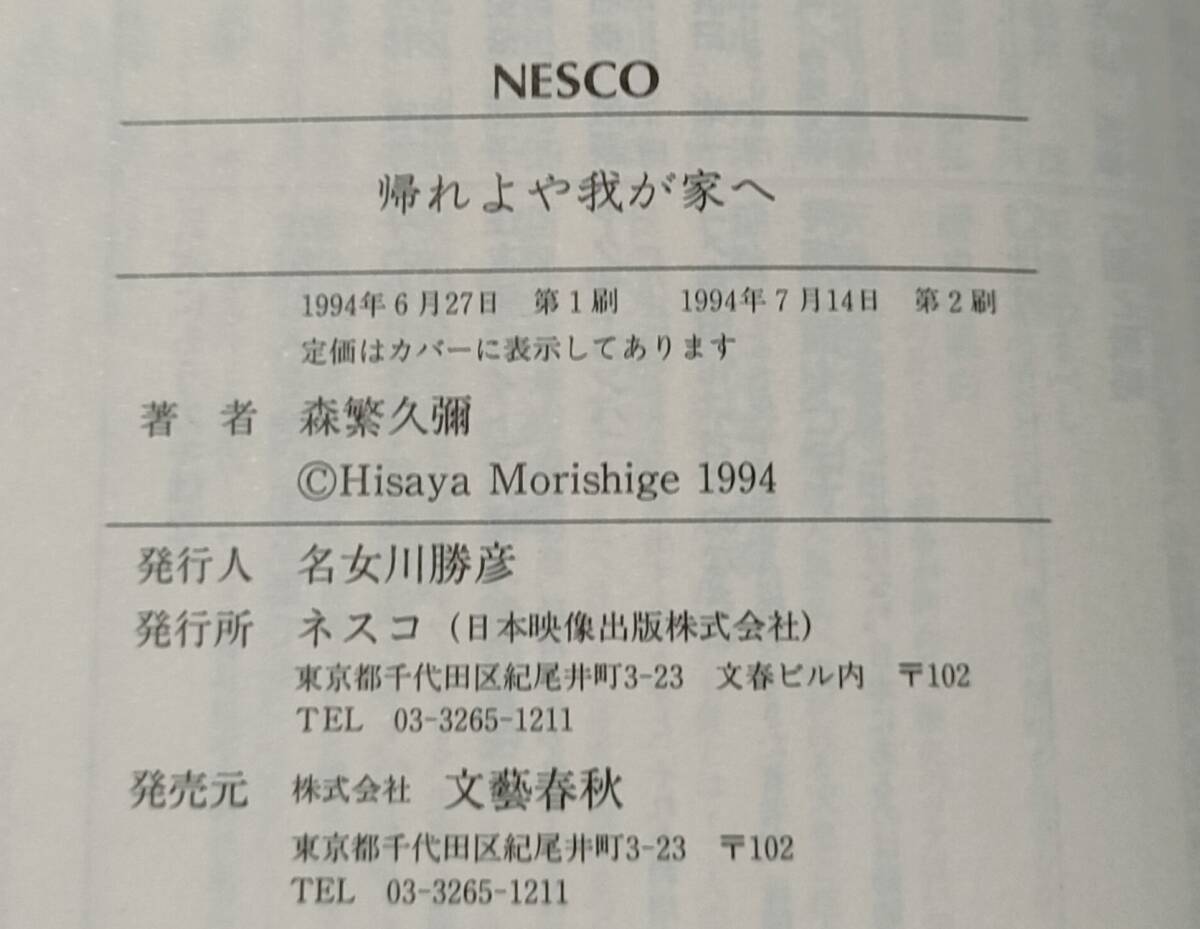 NESCO
帰れよや我が家へ
1994年6月27日　第1刷　　1994年7月14日　第2刷
定価はカバーに表示してあります
著　者　森繁久彌
©Hisaya Morishige 1994
発行人　名女川勝彦
発行所　ネスコ（日本映像出版株式会社）
東京都千代田区紀尾井町3-23　文春ビル内　〒102
TEL　03-3265-1211
発売元　株式会社　文藝春秋
東京都千代田区紀尾井町3-23　〒102
TEL　03-3265-1211